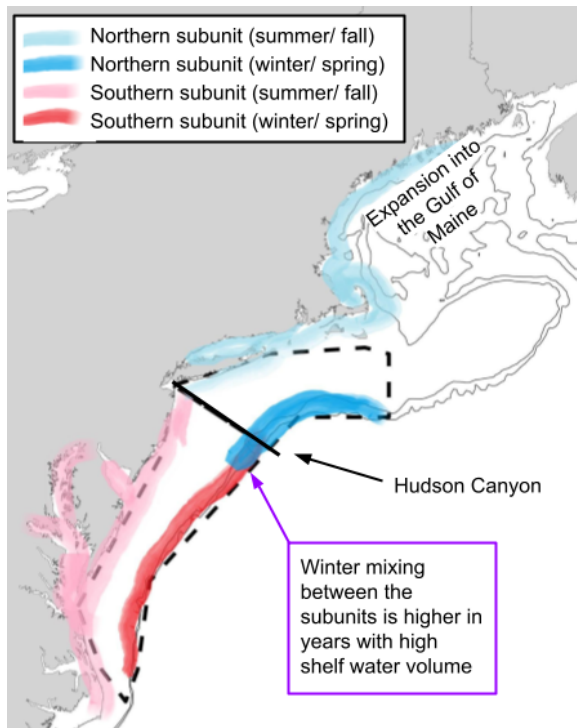 Northern subunit (summer/ fall)
Northern subunit (winter/ spring)
Southern subunit (summer/ fall)
Southern subunit (winter/ spring)
Expansion into
the Gulf of
Maine
Hudson Canyon
Winter mixing
between the
subunits is higher in
years with high
shelf water volume